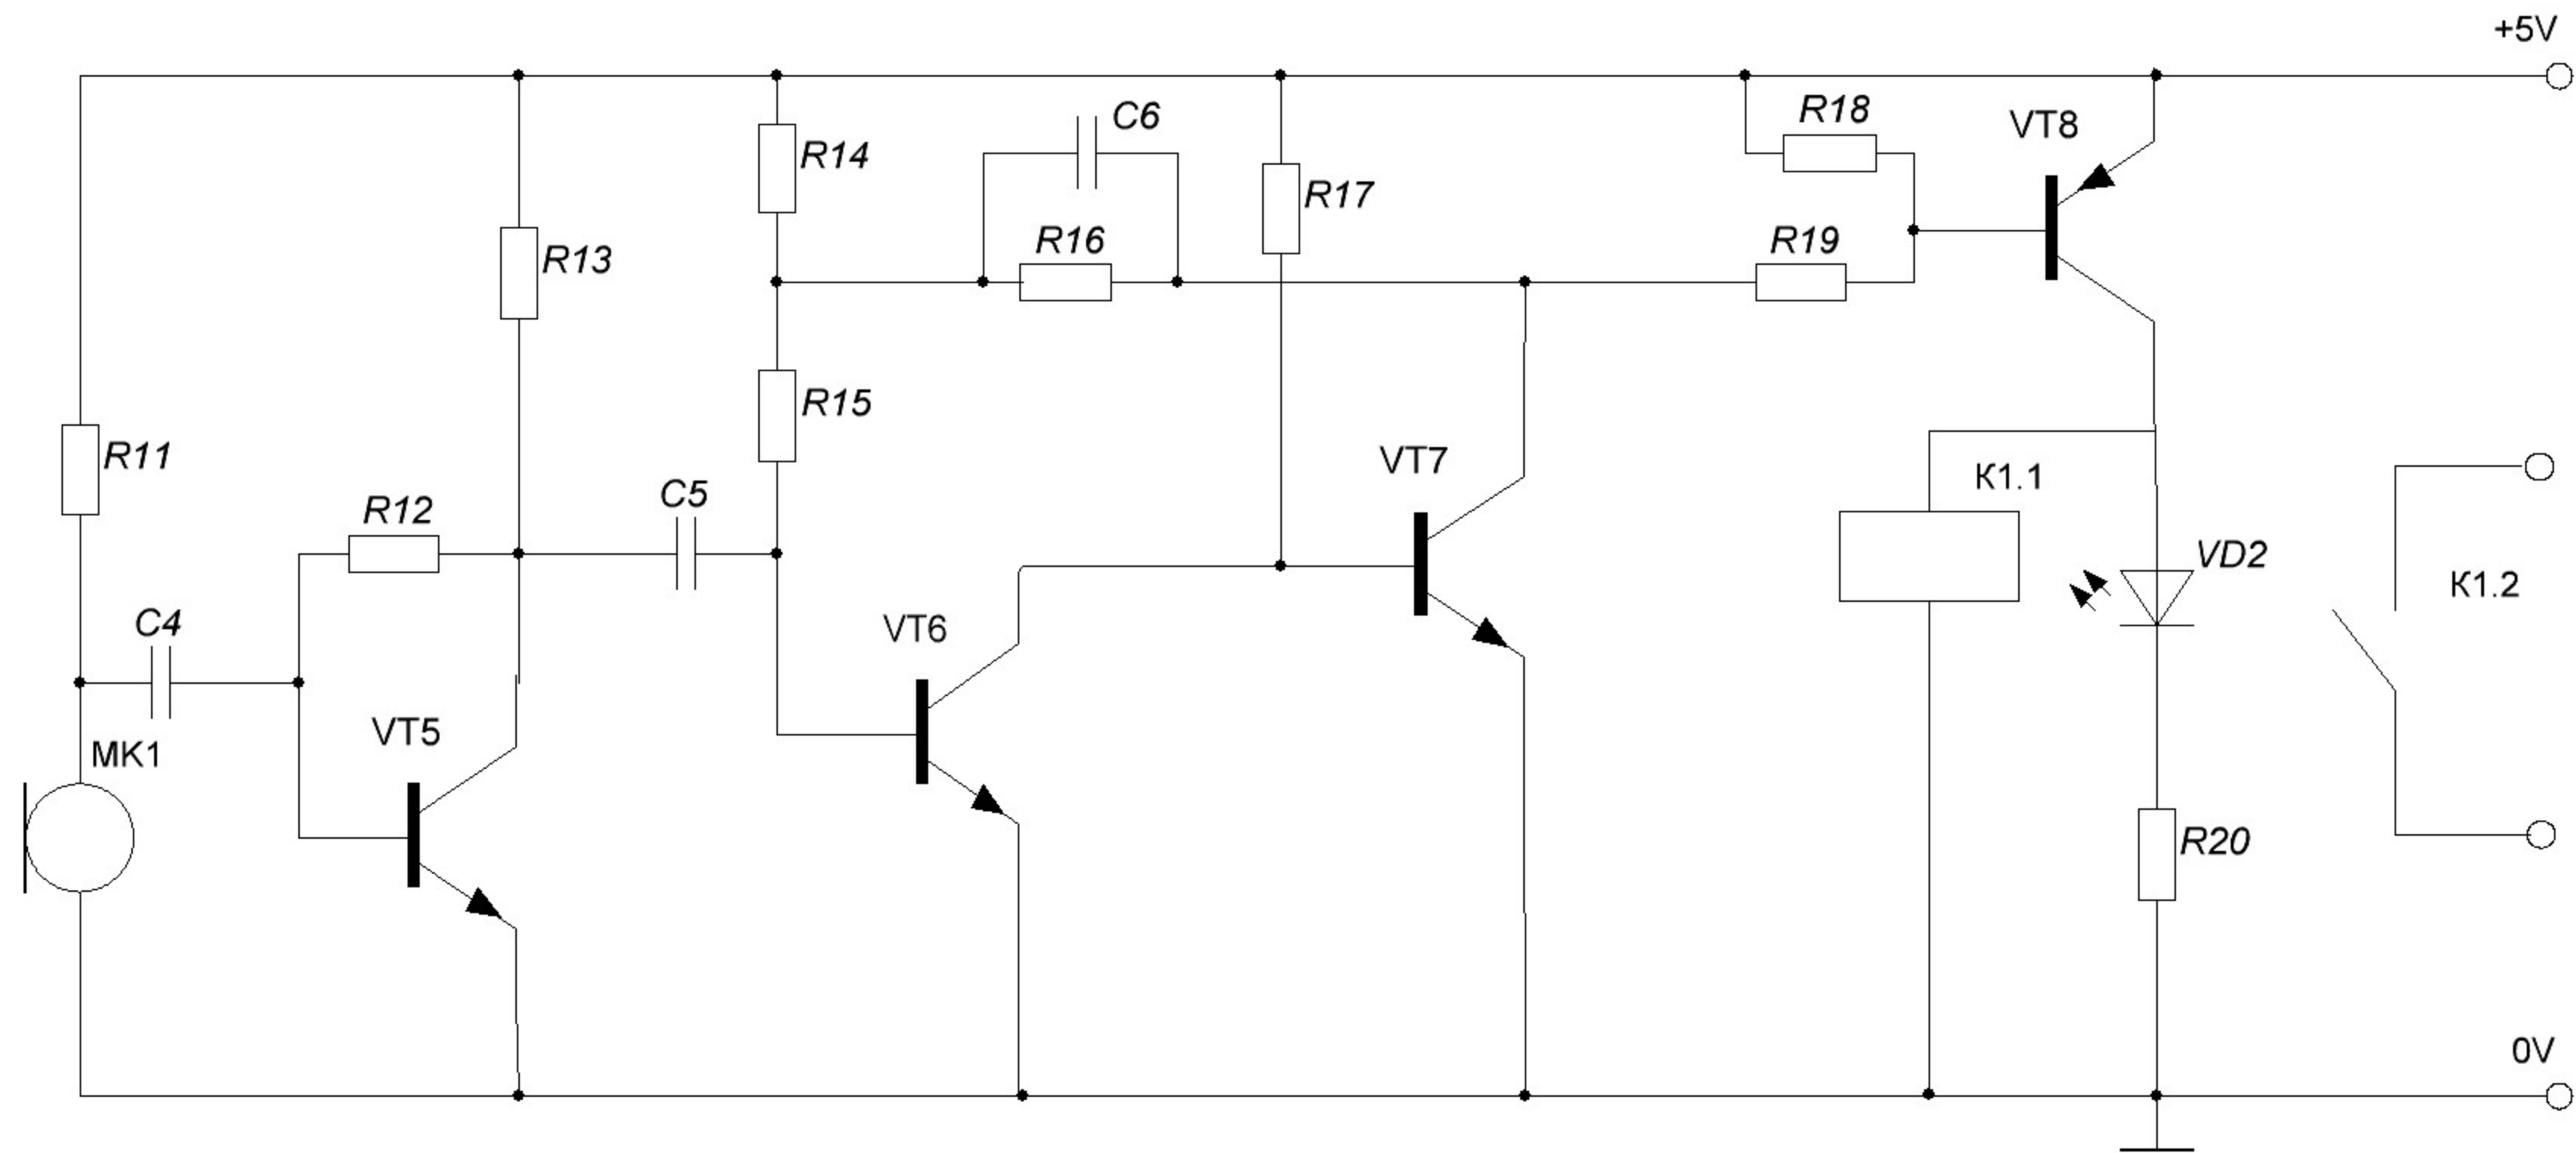 +5V
C6
R18
VT8
R14
R17
R16
R19
R13
R15
R11
VT7
K1.1
C5
R12
VD2
K1.2
C4
VT6
VT5
MK1
R20
0V